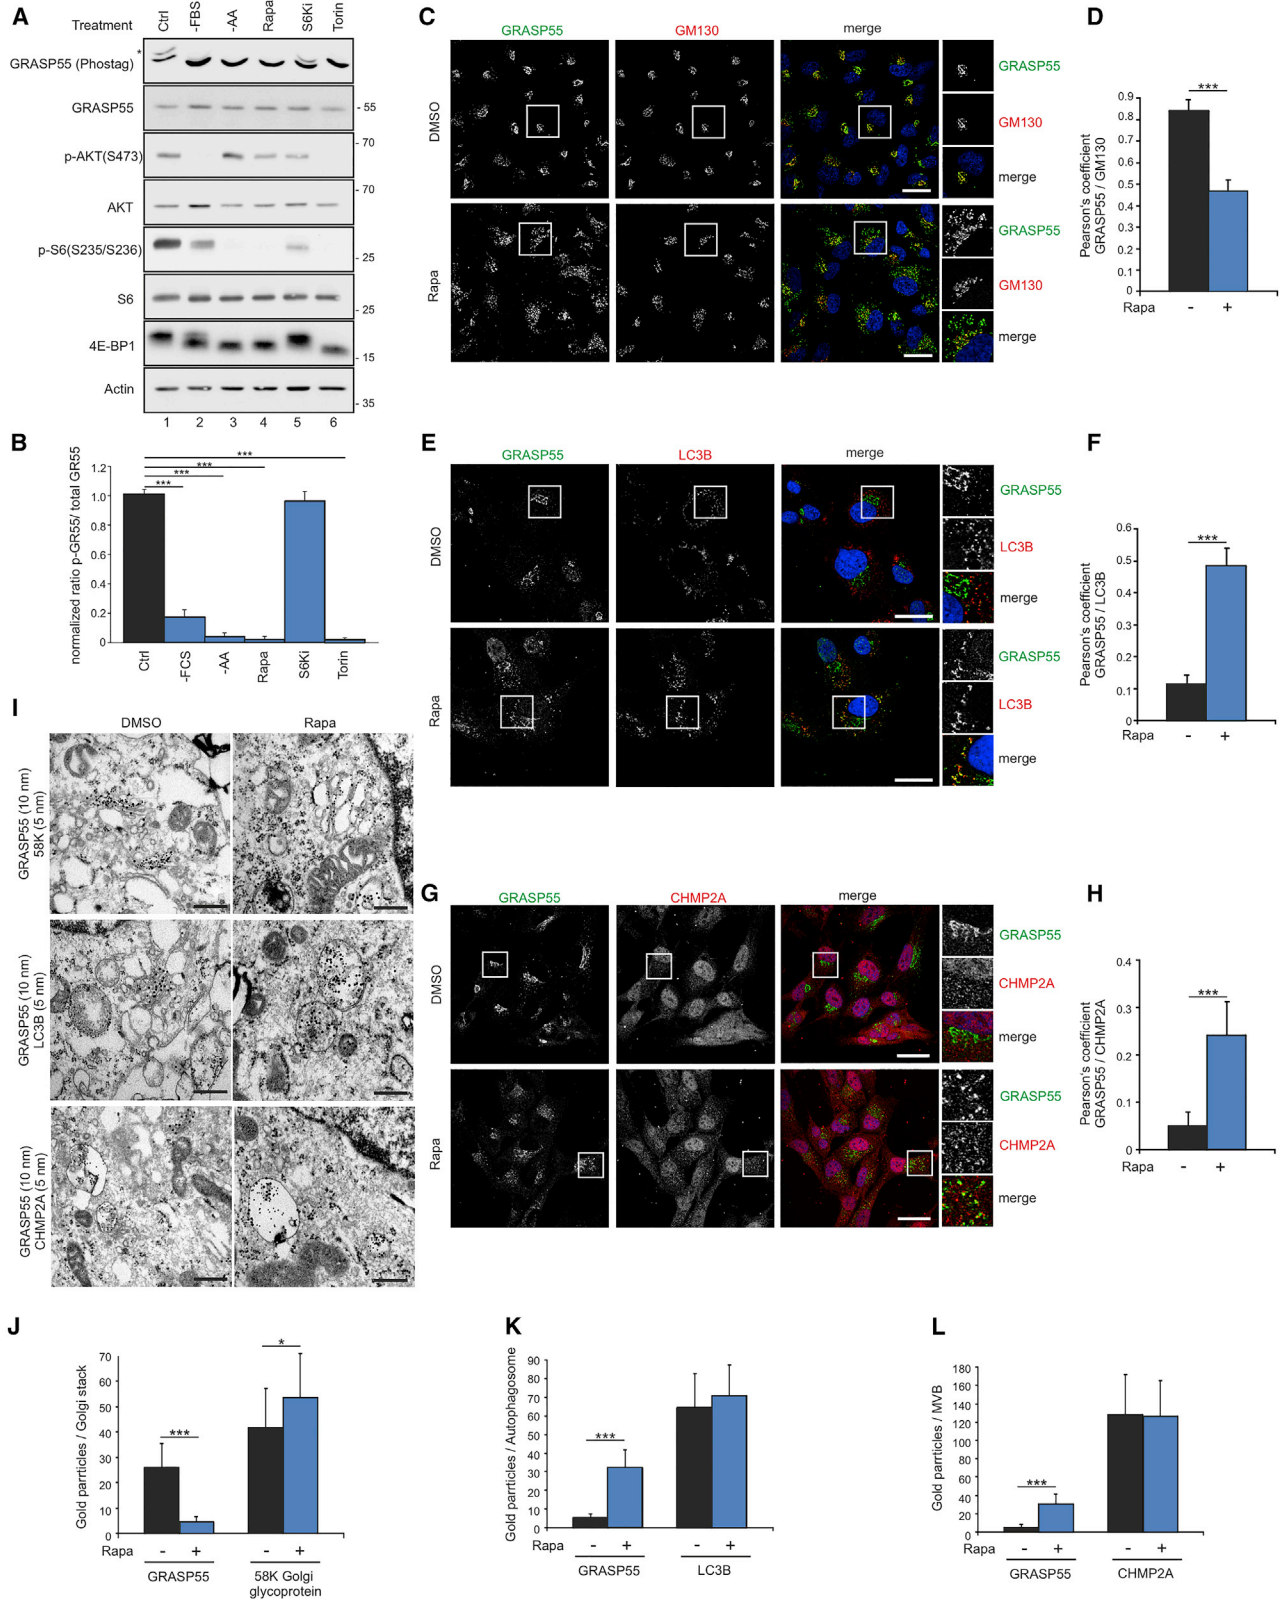 A
Treatment
Ctrl
-FBS
-AA
Rapa
S6Ki
Torin
*
GRASP55 (Phostag)
GRASP55
- 55
p-AKT(S473)
- 70
AKT
- 70
p-S6(S235/S236)
- 25
S6
- 25
4E-BP1
- 15
Actin
- 35
1 2 3 4 5 6
B
normalized ratio p-GR55/ total GR55
***
***
***
***
1.2
1.0
0.8
0.6
0.4
0.2
0
Ctrl
-FCS
-AA
Rapa
S6Ki
Torin
C
GRASP55 GM130 merge
DMSO
GRASP55
GM130
merge
Rapa
GRASP55
GM130
merge
D
Pearson's coefficient
GRASP55 / GM130
***
0.9
0.8
0.7
0.6
0.5
0.4
0.3
0.2
0.1
0
Rapa - +
E
GRASP55 LC3B merge
DMSO
GRASP55
LC3B
merge
Rapa
GRASP55
LC3B
merge
F
Pearson's coefficient
GRASP55 / LC3B
***
0.6
0.5
0.4
0.3
0.2
0.1
0
Rapa - +
G
GRASP55 CHMP2A merge
DMSO
GRASP55
CHMP2A
merge
Rapa
GRASP55
CHMP2A
merge
H
Pearson's coefficient
GRASP55 / CHMP2A
***
0.4
0.3
0.2
0.1
0
Rapa - +
I
DMSO Rapa
GRASP55 (10 nm)
58K (5 nm)
GRASP55 (10 nm)
LC3B (5 nm)
GRASP55 (10 nm)
CHMP2A (5 nm)
J
Gold parrticles / Golgi stack
***
*
70
60
50
40
30
20
10
0
Rapa - + - +
GRASP55
58K Golgi
glycoprotein
K
Gold parrticles / Autophagosome
***
90
80
70
60
50
40
30
20
10
0
Rapa - + - +
GRASP55 LC3B
L
Gold parrticles / MVB
***
180
160
140
120
100
80
60
40
20
0
Rapa - + - +
GRASP55 CHMP2A